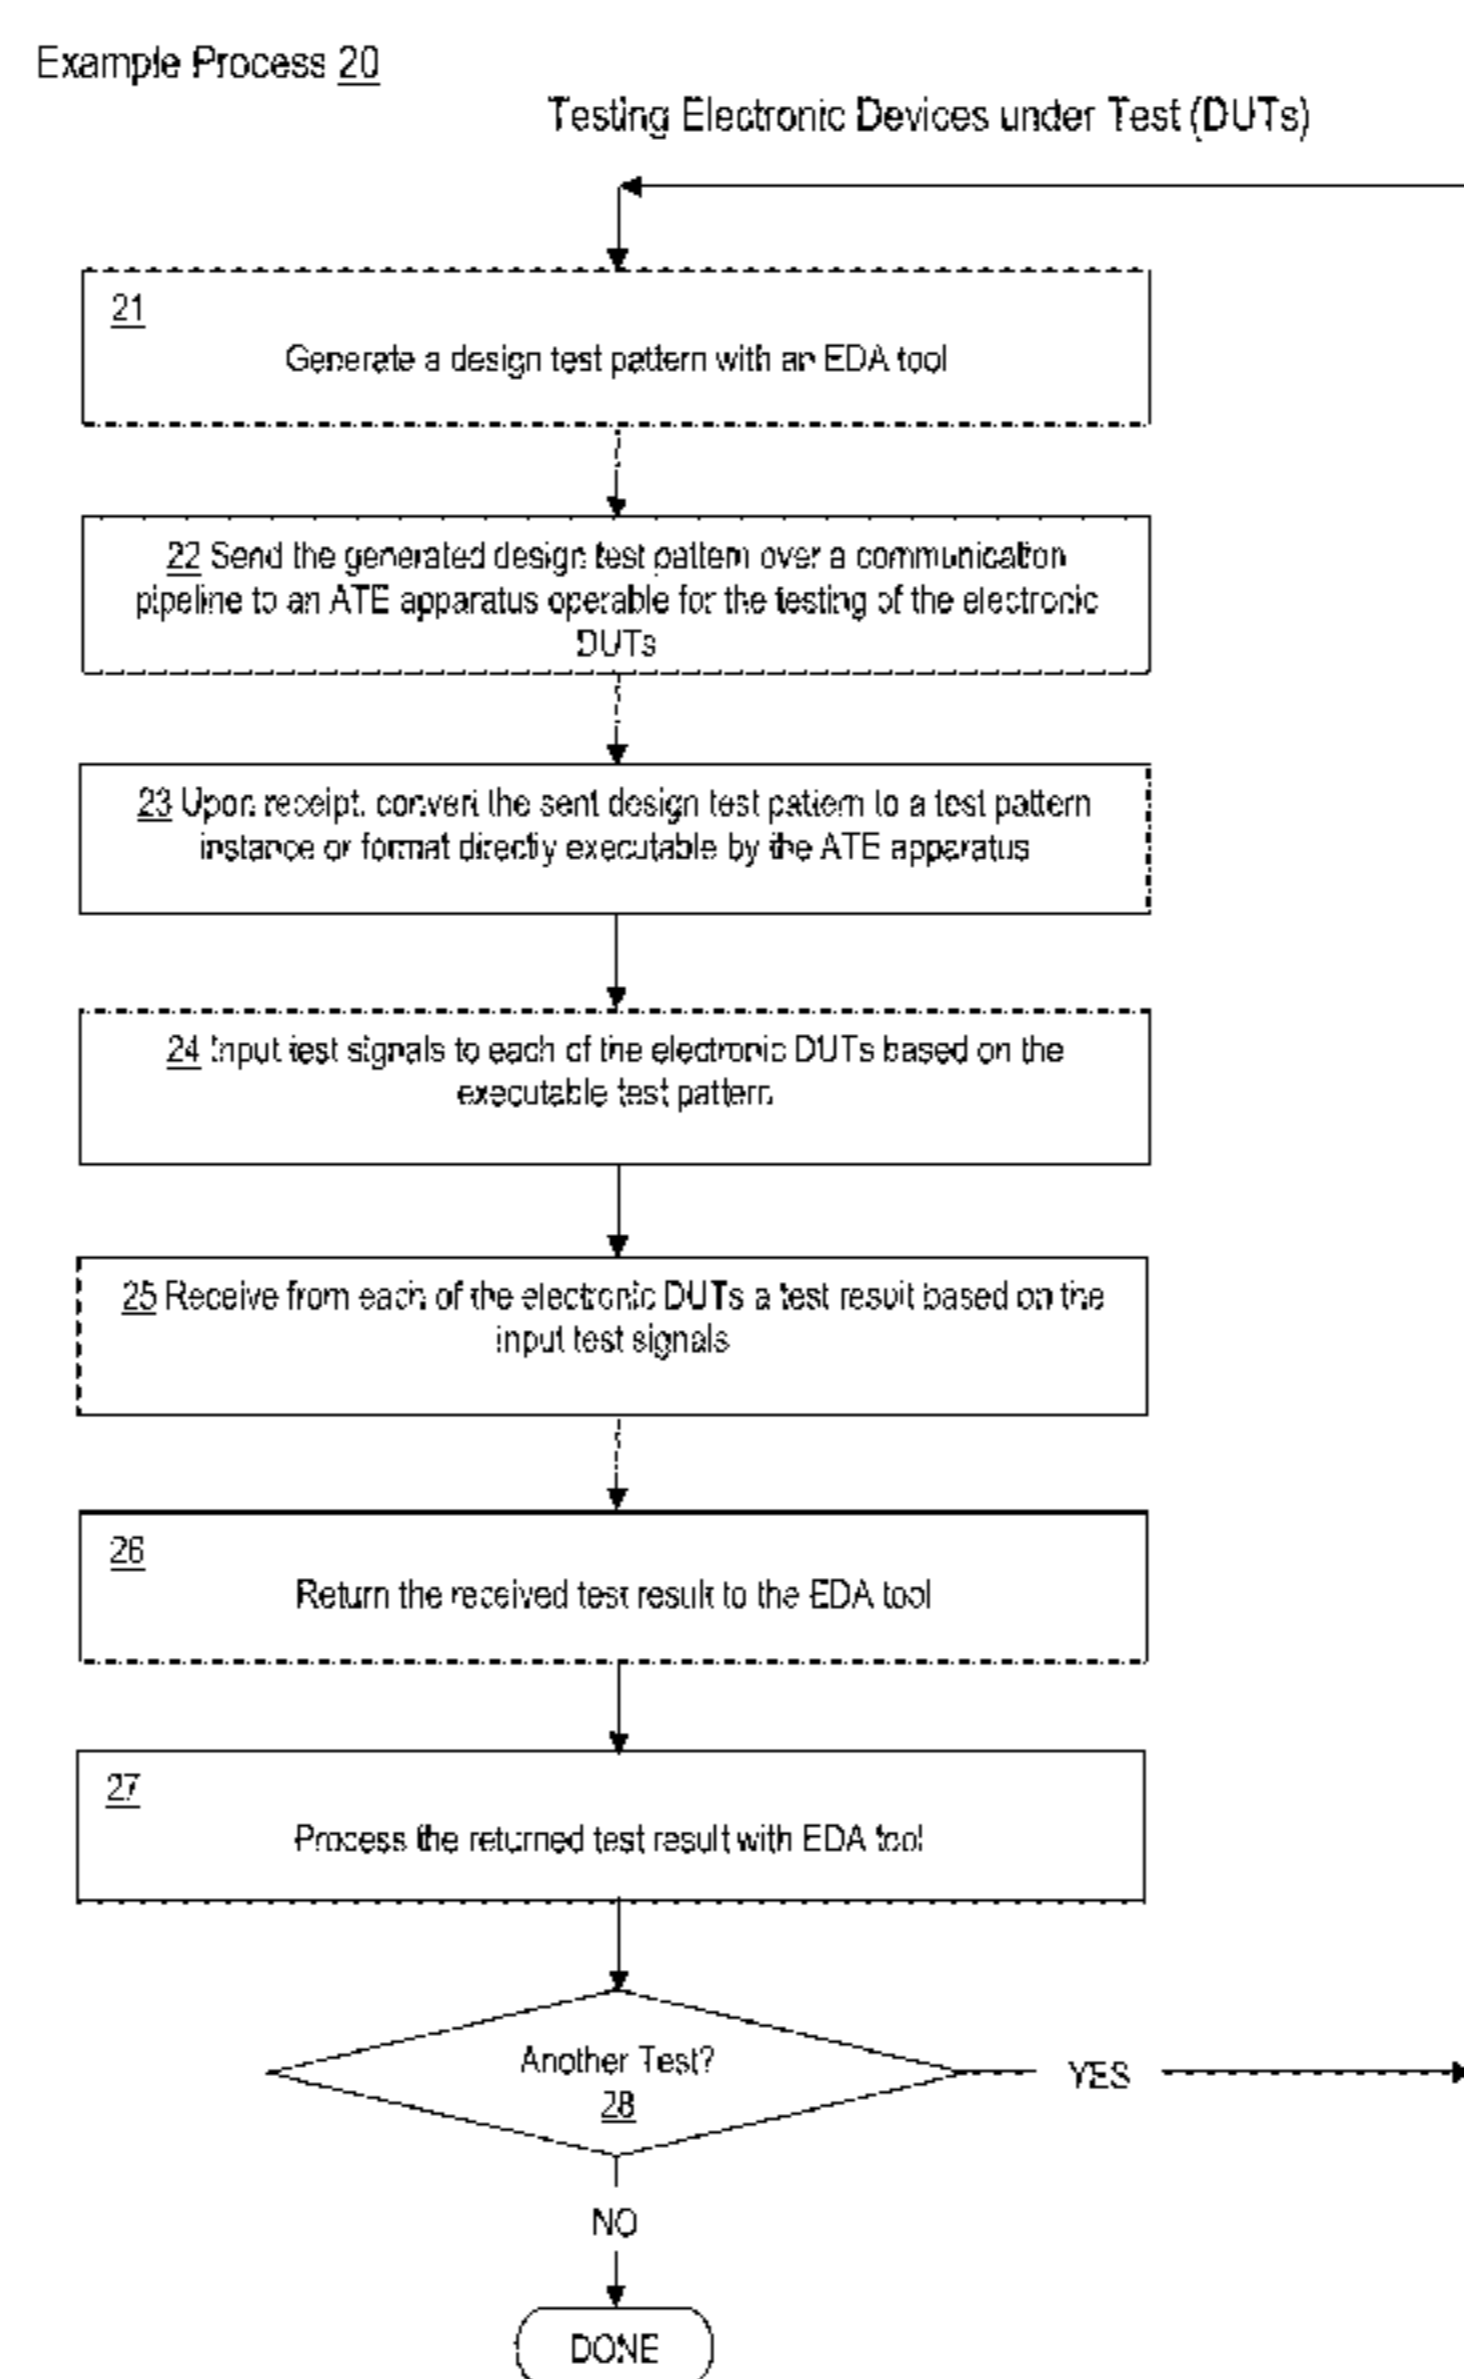 Example Process 20
Testing Electronic Devices under Test (DUTs)
21
Generate a design test pattern with an EDA tool
22 Send the generated design test pattern over a communication
pipeline to an ATE apparatus operable for the testing of the electronic
DUTs
23 Upon receipt, convert the sent design test pattern to a test pattern
instance or format directly executable by the ATE apparatus
24 Input test signals to each of the electronic DUTs based on the
executable test pattern
25 Receive from each of the electronic DUTs a test result based on the
input test signals
26
Return the received test result to the EDA tool
27
Process the returned test result with EDA tool
Another Test?
28
YES
NO
DONE